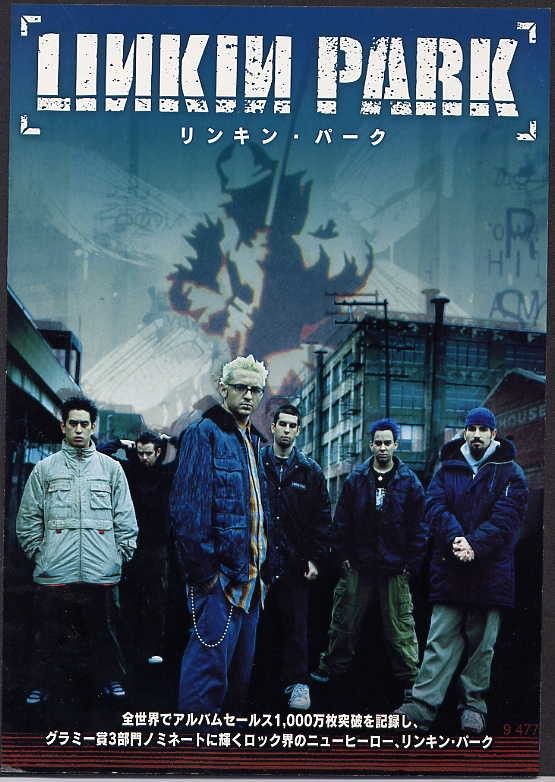 LINKIN PARK
リンキン・パーク
HOUSE
全世界でアルバムセールス1,000万枚突破を記録し、
グラミー賞3部門ノミネートに輝くロック界のニューヒーロー、リンキン・パーク
9 477